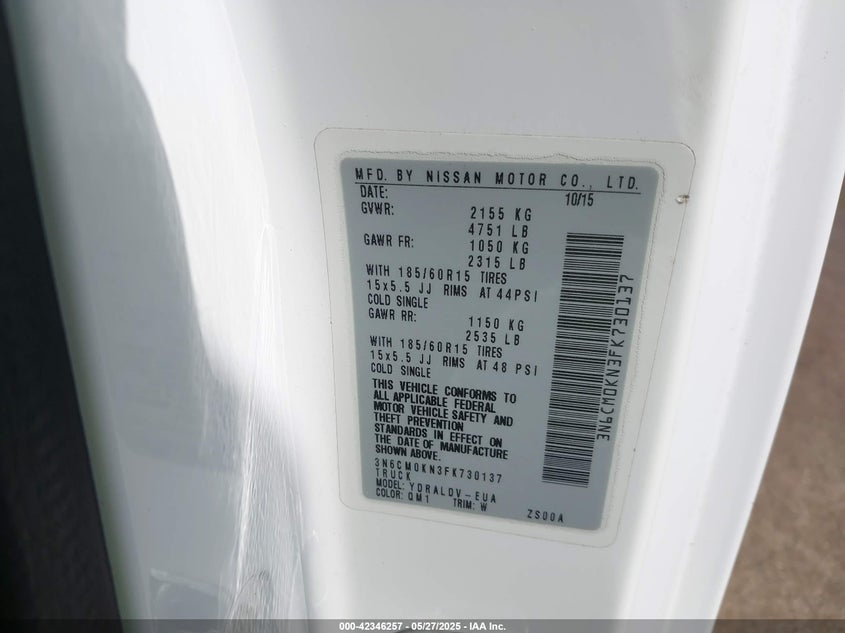 MFD. BY NISSAN MOTOR CO., LTD.
DATE: 10/15
GVWR: 2155 KG
4751 LB
GAWR FR: 1050 KG
2315 LB
WITH 185/60R15 TIRES
15x5.5 JJ RIMS AT 44PSI
COLD SINGLE
GAWR RR: 1150 KG
2535 LB
WITH 185/60R15 TIRES
15x5.5 JJ RIMS AT 48 PSI
COLD SINGLE
THIS VEHICLE CONFORMS TO
ALL APPLICABLE FEDERAL
MOTOR VEHICLE SAFETY AND
THEFT PREVENTION
STANDARDS IN EFFECT ON
THE DATE OF MANUFACTURE
SHOWN ABOVE.
3N6CM0KN3FK730137
TRUCK
MODEL: YDRALDV-EUA
COLOR: QM1 TRIM: W
ZS00A
3N6CM0KN3FK730137
000-42346257 - 05/27/2025 - IAA Inc.